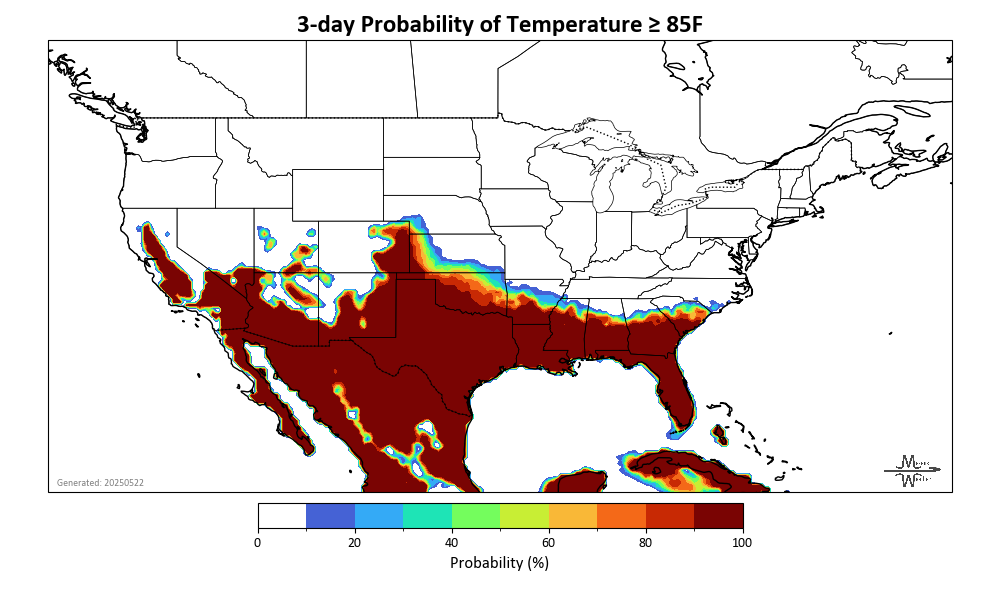 3-day Probability of Temperature ≥ 85F
Generated: 20250522
0 20 40 60 80 100
Probability (%)